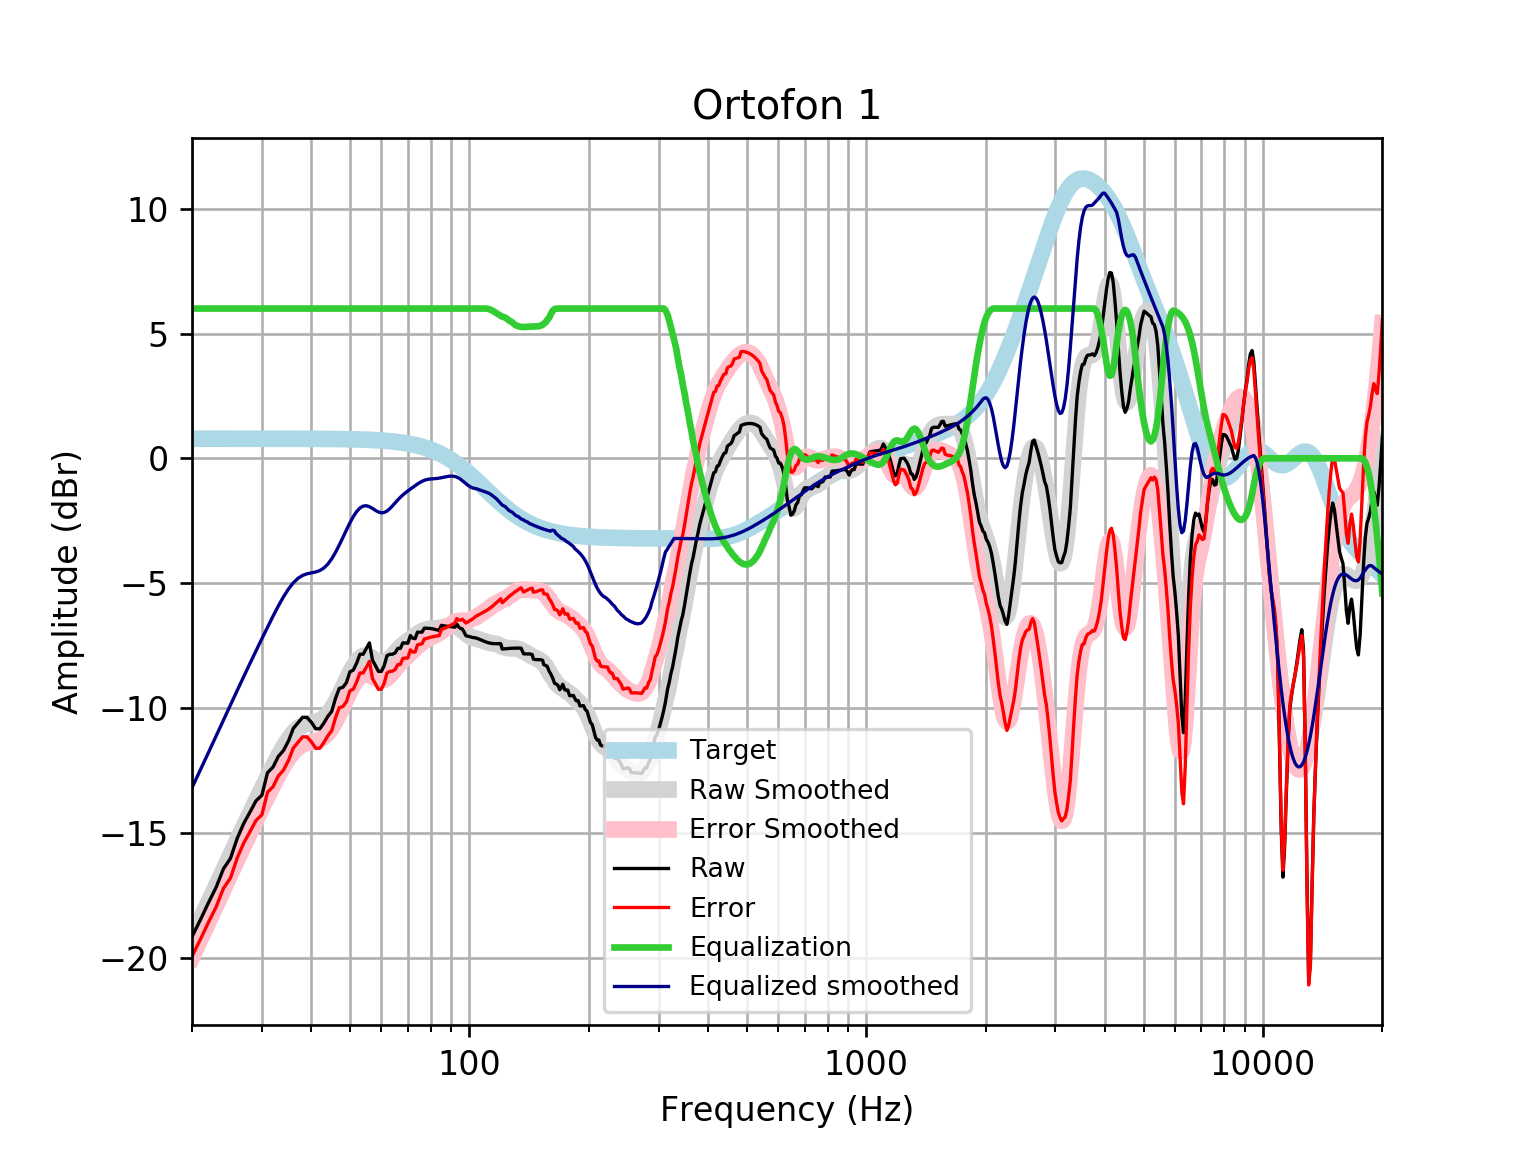 Ortofon 1
Amplitude (dBr)
10
5
0
−5
−10
−15
−20
Target
Raw Smoothed
Error Smoothed
Raw
Error
Equalization
Equalized smoothed
100
1000
10000
Frequency (Hz)